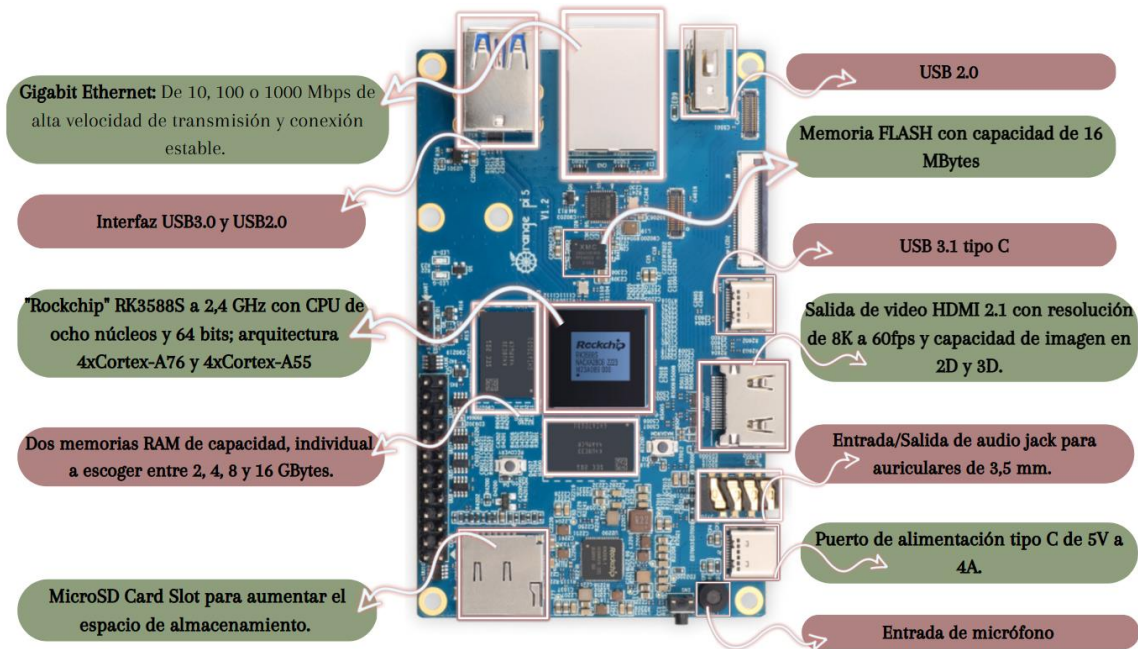 Gigabit Ethernet: De 10, 100 o 1000 Mbps de
alta velocidad de transmisión y conexión
estable.
Interfaz USB3.0 y USB2.0
"Rockchip" RK3588S a 2,4 GHz con CPU de
ocho núcleos y 64 bits; arquitectura
4xCortex-A76 y 4xCortex-A55
Dos memorias RAM de capacidad, individual
a escoger entre 2, 4, 8 y 16 GBytes.
MicroSD Card Slot para aumentar el
espacio de almacenamiento.
range pi 5
V1.2
Rockchip
RK3588S
USB 2.0
Memoria FLASH con capacidad de 16
MBytes
USB 3.1 tipo C
Salida de video HDMI 2.1 con resolución
de 8K a 60fps y capacidad de imagen en
2D y 3D.
Entrada/Salida de audio jack para
auriculares de 3,5 mm.
Puerto de alimentación tipo C de 5V a
4A.
Entrada de micrófono